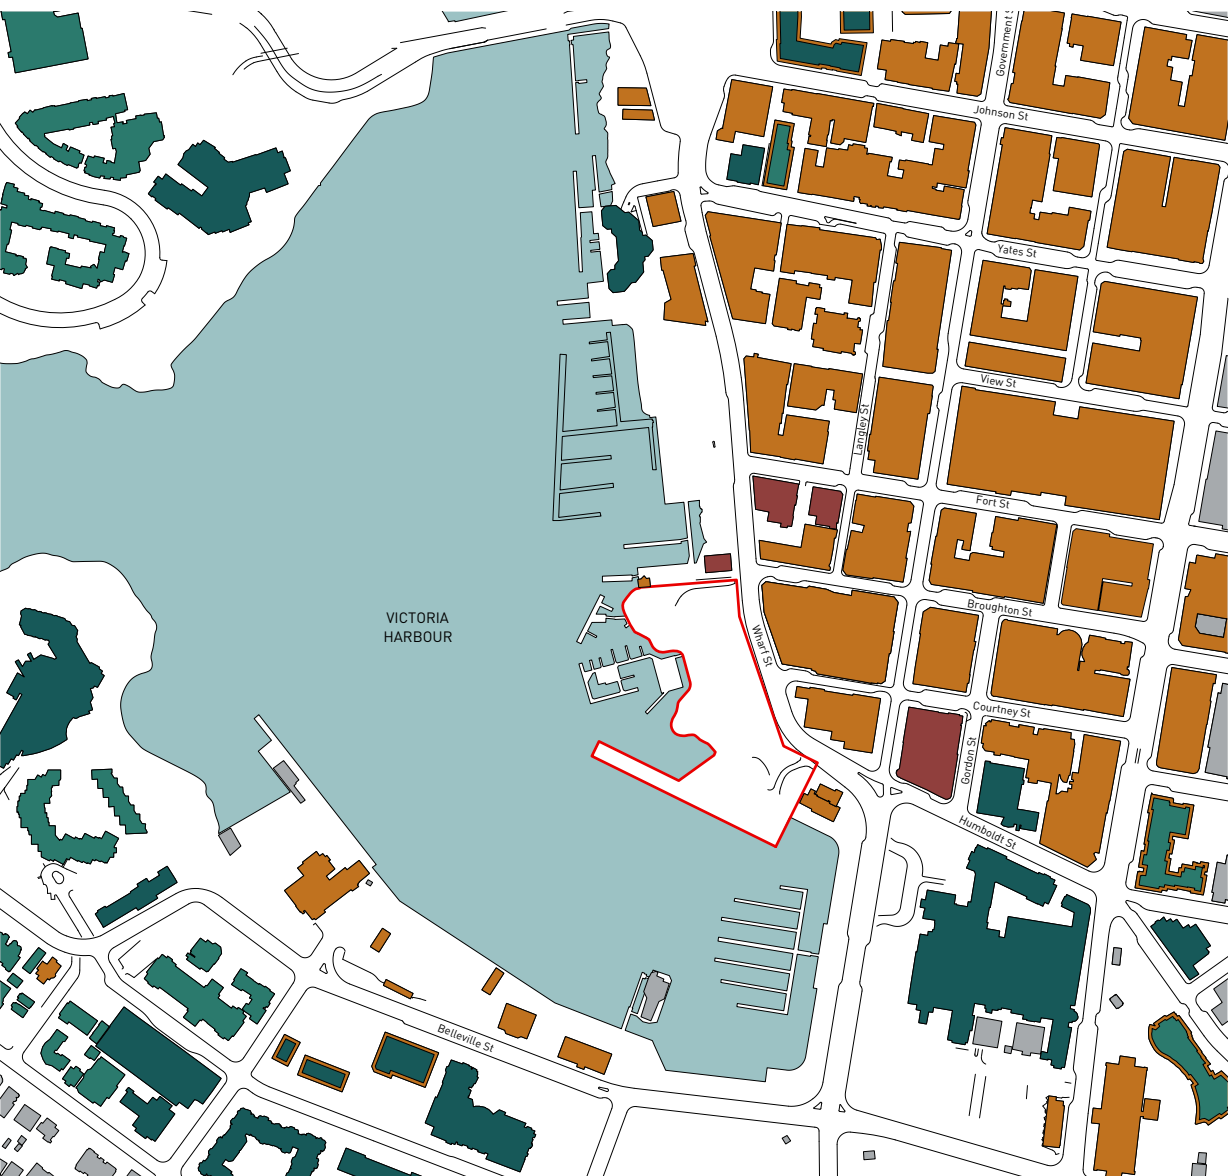 Government S
Johnson St
Yates St
View St
Langley St
Fort St
Broughton St
VICTORIA
HARBOUR
Wharf St
Courtney St
Gordon St
Humboldt St
Belleville St